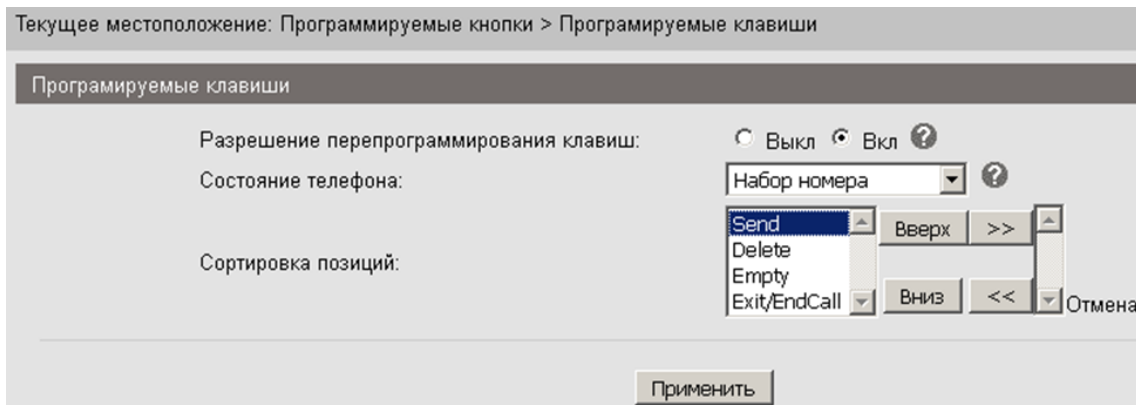 Текущее местоположение: Программируемые кнопки > Програмируемые клавиши
Програмируемые клавиши
Разрешение перепрограммирования клавиш: Выкл Вкл ?
Состояние телефона: Набор номера ?
Сортировка позиций:
Send
Delete
Empty
Exit/EndCall
Вверх >>
Вниз <<
Отмена
Применить